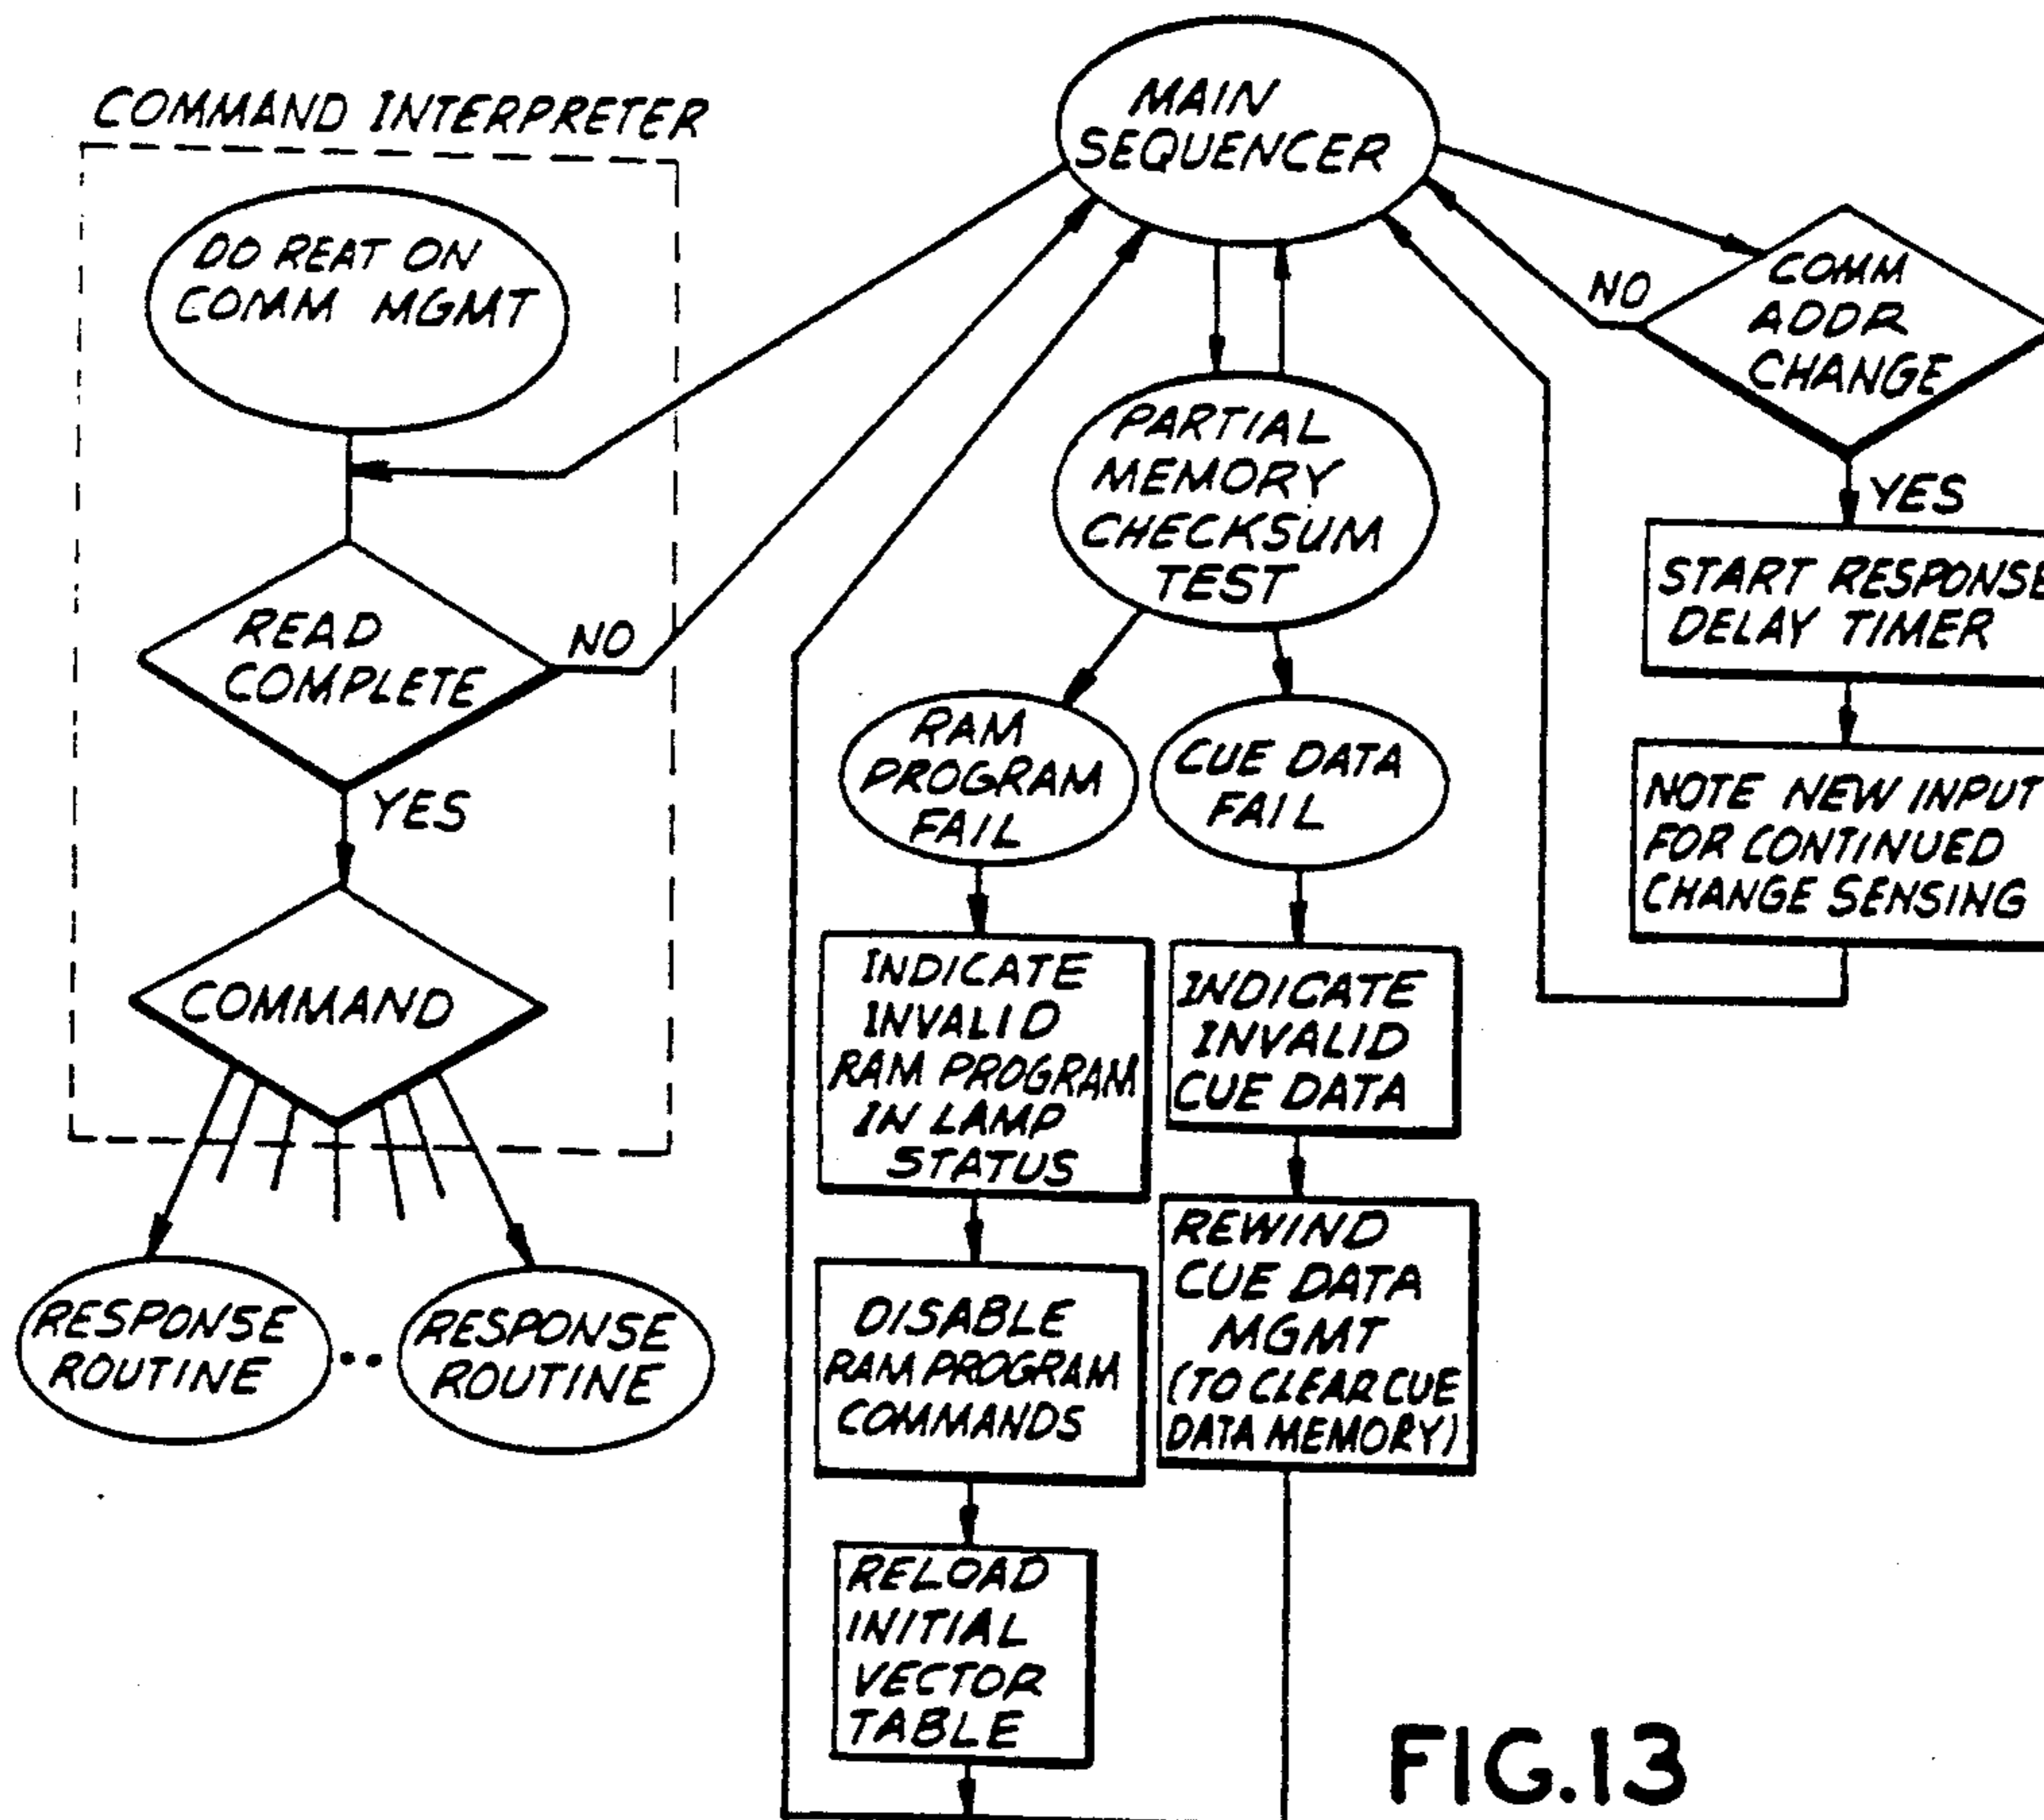 COMMAND INTERPRETER
DO REAT ON
COMM MGMT
READ
COMPLETE
NO
YES
COMMAND
RESPONSE
ROUTINE
RESPONSE
ROUTINE
MAIN
SEQUENCER
PARTIAL
MEMORY
CHECKSUM
TEST
RAM
PROGRAM
FAIL
INDICATE
INVALID
RAM PROGRAM
IN LAMP
STATUS
DISABLE
RAM PROGRAM
COMMANDS
RELOAD
INITIAL
VECTOR
TABLE
CUE DATA
FAIL
INDICATE
INVALID
CUE DATA
REWIND
CUE DATA
MGMT
(TO CLEAR CUE
DATA MEMORY)
COMM
ADDR
CHANGE
NO
YES
START RESPONSE
DELAY TIMER
NOTE NEW INPUT
FOR CONTINUED
CHANGE SENSING
FIG.13